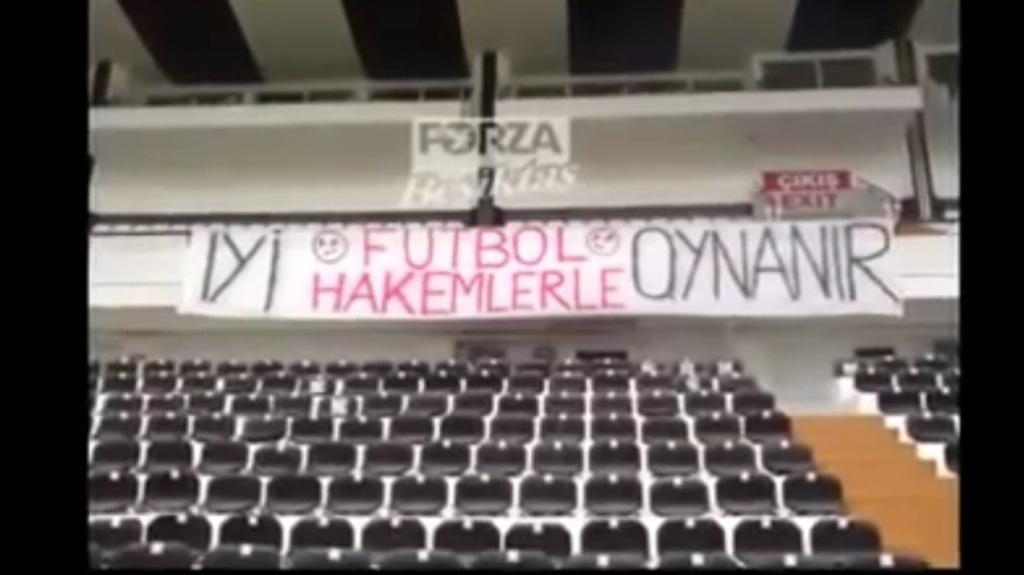 FORZA
Beşiktaş
ÇIKIŞ
EXIT
İYİ FUTBOL HAKEMLERLE OYNANIR